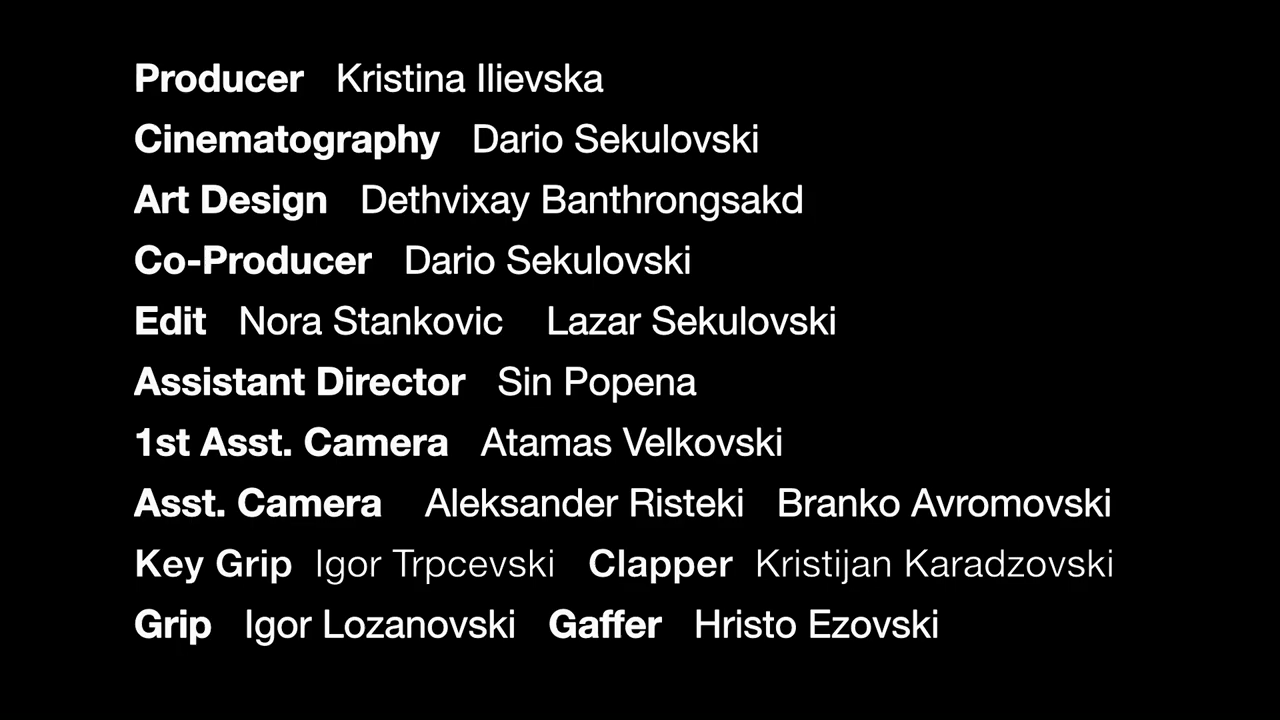 Producer Kristina Ilievska
Cinematography Dario Sekulovski
Art Design Dethvixay Banthrongsakd
Co-Producer Dario Sekulovski
Edit Nora Stankovic Lazar Sekulovski
Assistant Director Sin Popena
1st Asst. Camera Atamas Velkovski
Asst. Camera Aleksander Risteki Branko Avromovski
Key Grip Igor Trpcevski Clapper Kristijan Karadzovski
Grip Igor Lozanovski Gaffer Hristo Ezovski